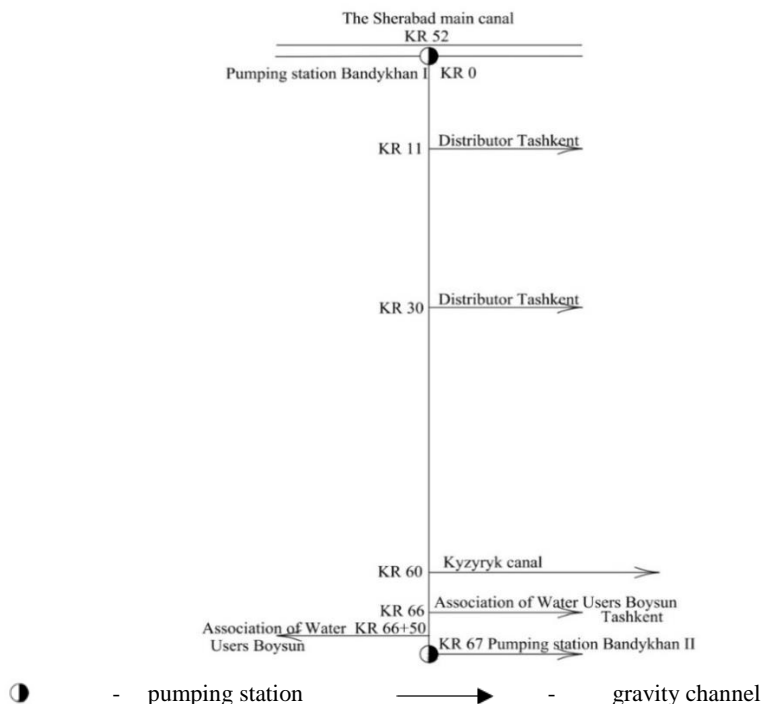 The Sherabad main canal
KR 52
Pumping station Bandykhan I KR 0
KR 11 Distributor Tashkent
KR 30 Distributor Tashkent
KR 60 Kyzyryk canal
KR 66 Association of Water Users Boysun
Tashkent
Association of Water KR 66+50
Users Boysun
KR 67 Pumping station Bandykhan II
- pumping station - gravity channel